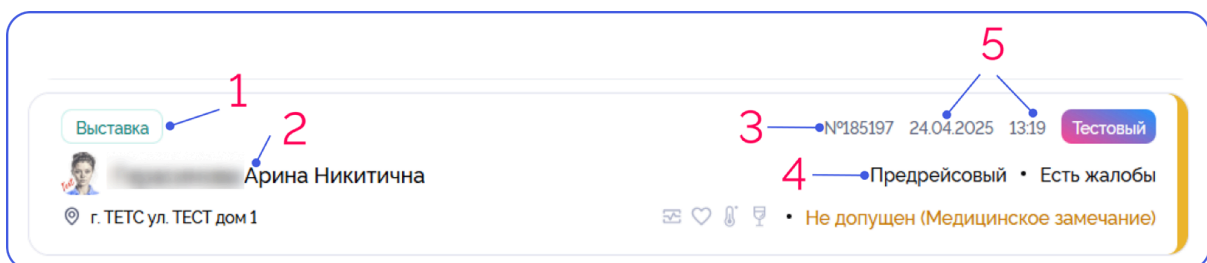 5
1
Выставка
2
3
№185197 24.04.2025 13:19 Тестовый
Арина Никитична
4
Предрейсовый • Есть жалобы
г. ТЕТС ул. ТЕСТ дом 1
• Не допущен (Медицинское замечание)